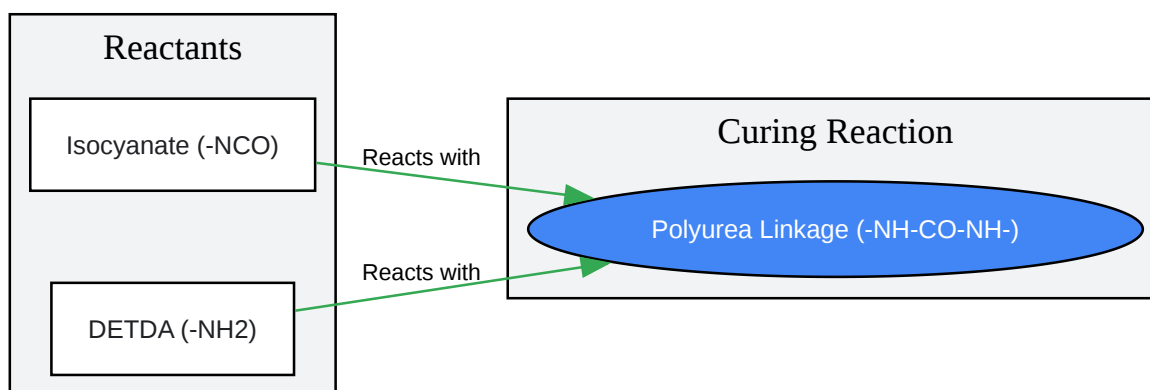 Reactants
Isocyanate (-NCO)
DETDA (-NH2)
Reacts with
Reacts with
Curing Reaction
Polyurea Linkage (-NH-CO-NH-)